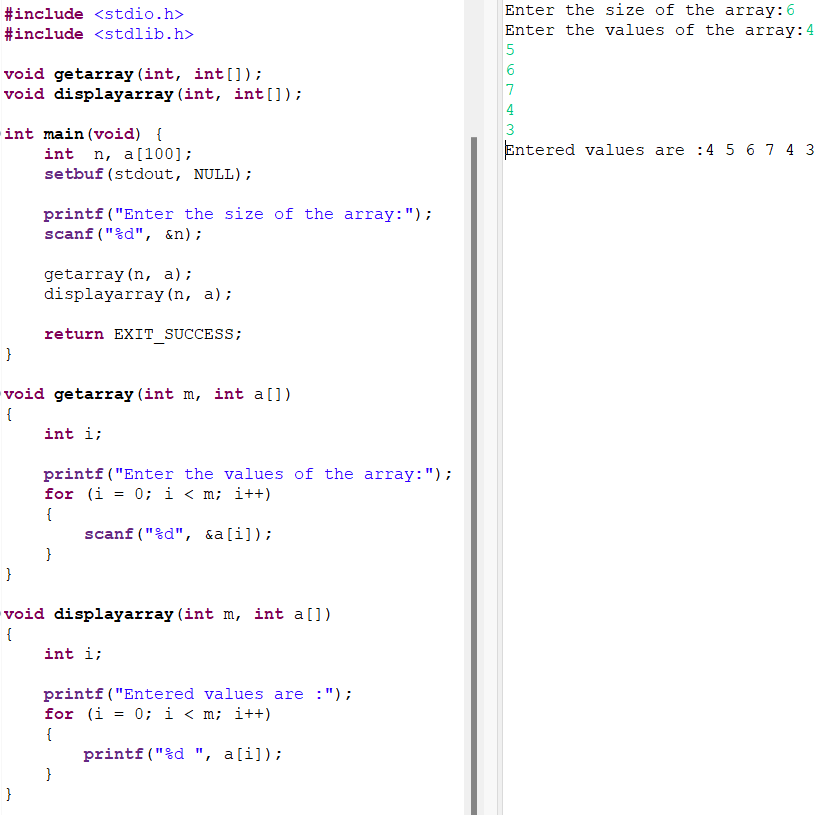 #include <stdio.h>
#include <stdlib.h>
void getarray(int, int[]);
void displayarray(int, int[]);
int main(void) {
int  n, a[100];
setbuf(stdout, NULL);
printf("Enter the size of the array:");
scanf("%d", &n);
getarray(n, a);
displayarray(n, a);
return EXIT_SUCCESS;
}
void getarray(int m, int a[])
{
int i;
printf("Enter the values of the array:");
for (i = 0; i < m; i++)
{
scanf("%d", &a[i]);
}
}
void displayarray(int m, int a[])
{
int i;
printf("Entered values are :");
for (i = 0; i < m; i++)
{
printf("%d ", a[i]);
}
}
Enter the size of the array:6
Enter the values of the array:4
5
6
7
4
3
Entered values are :4 5 6 7 4 3